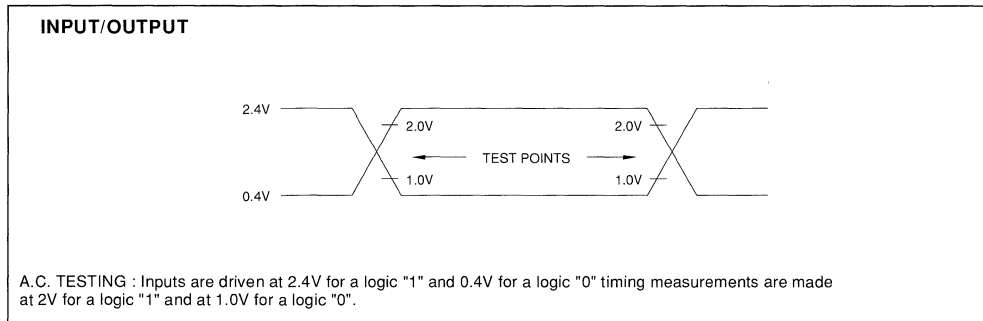 INPUT/OUTPUT
2.4V
2.0V
2.0V
TEST POINTS
1.0V
1.0V
0.4V
A.C. TESTING : Inputs are driven at 2.4V for a logic "1" and 0.4V for a logic "0" timing measurements are made
at 2V for a logic "1" and at 1.0V for a logic "0".